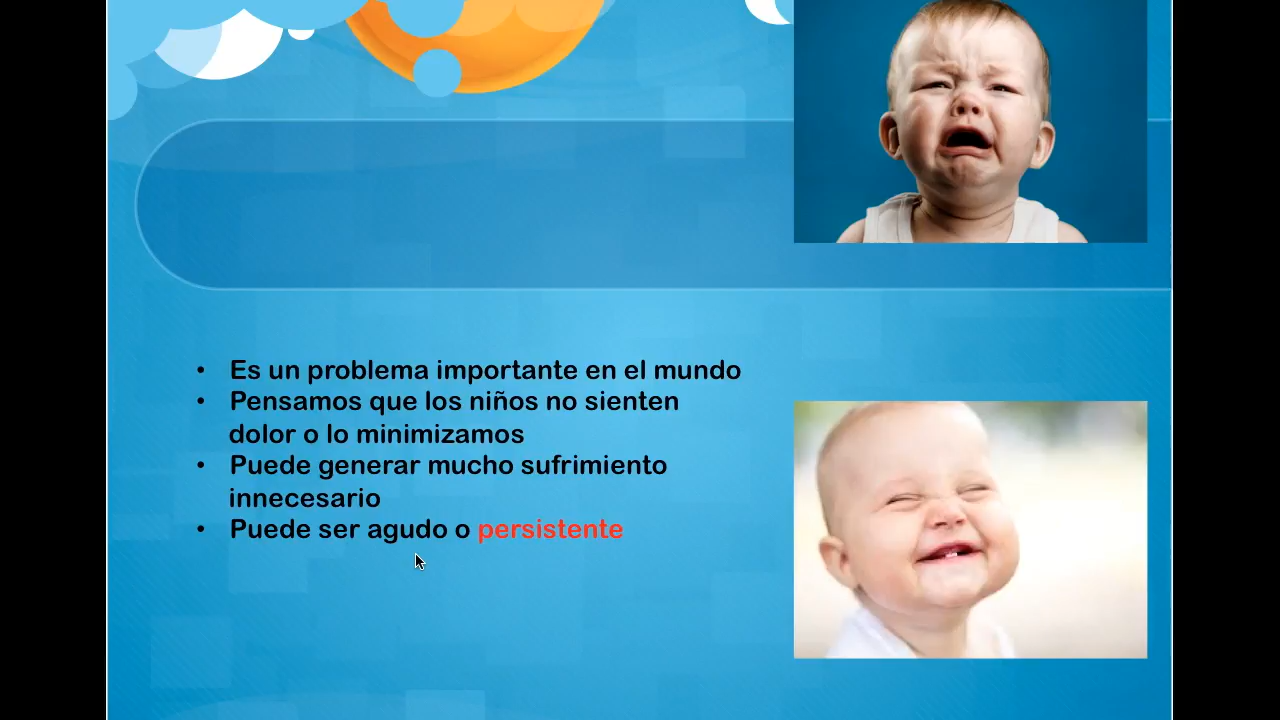 • Es un problema importante en el mundo
• Pensamos que los niños no sienten
dolor o lo minimizamos
• Puede generar mucho sufrimiento
innecesario
• Puede ser agudo o persistente